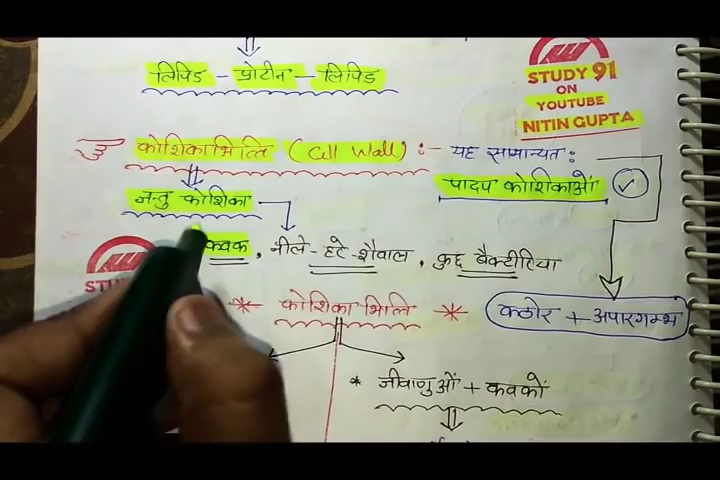 लिपिड - प्रोटीन - लिपिड
STUDY 91
ON
YOUTUBE
NITIN GUPTA
कोशिकाभित्ति (Cell Wall) :- यह सामान्यत:
पादप कोशिकाओं
जन्तु कोशिका
कवक, नीले-हरे-शैवाल, कुछ बैक्टीरिया
* कोशिकाभित्ति *
कठोर + अपारगम्य
* जीवाणुओं + कवकों